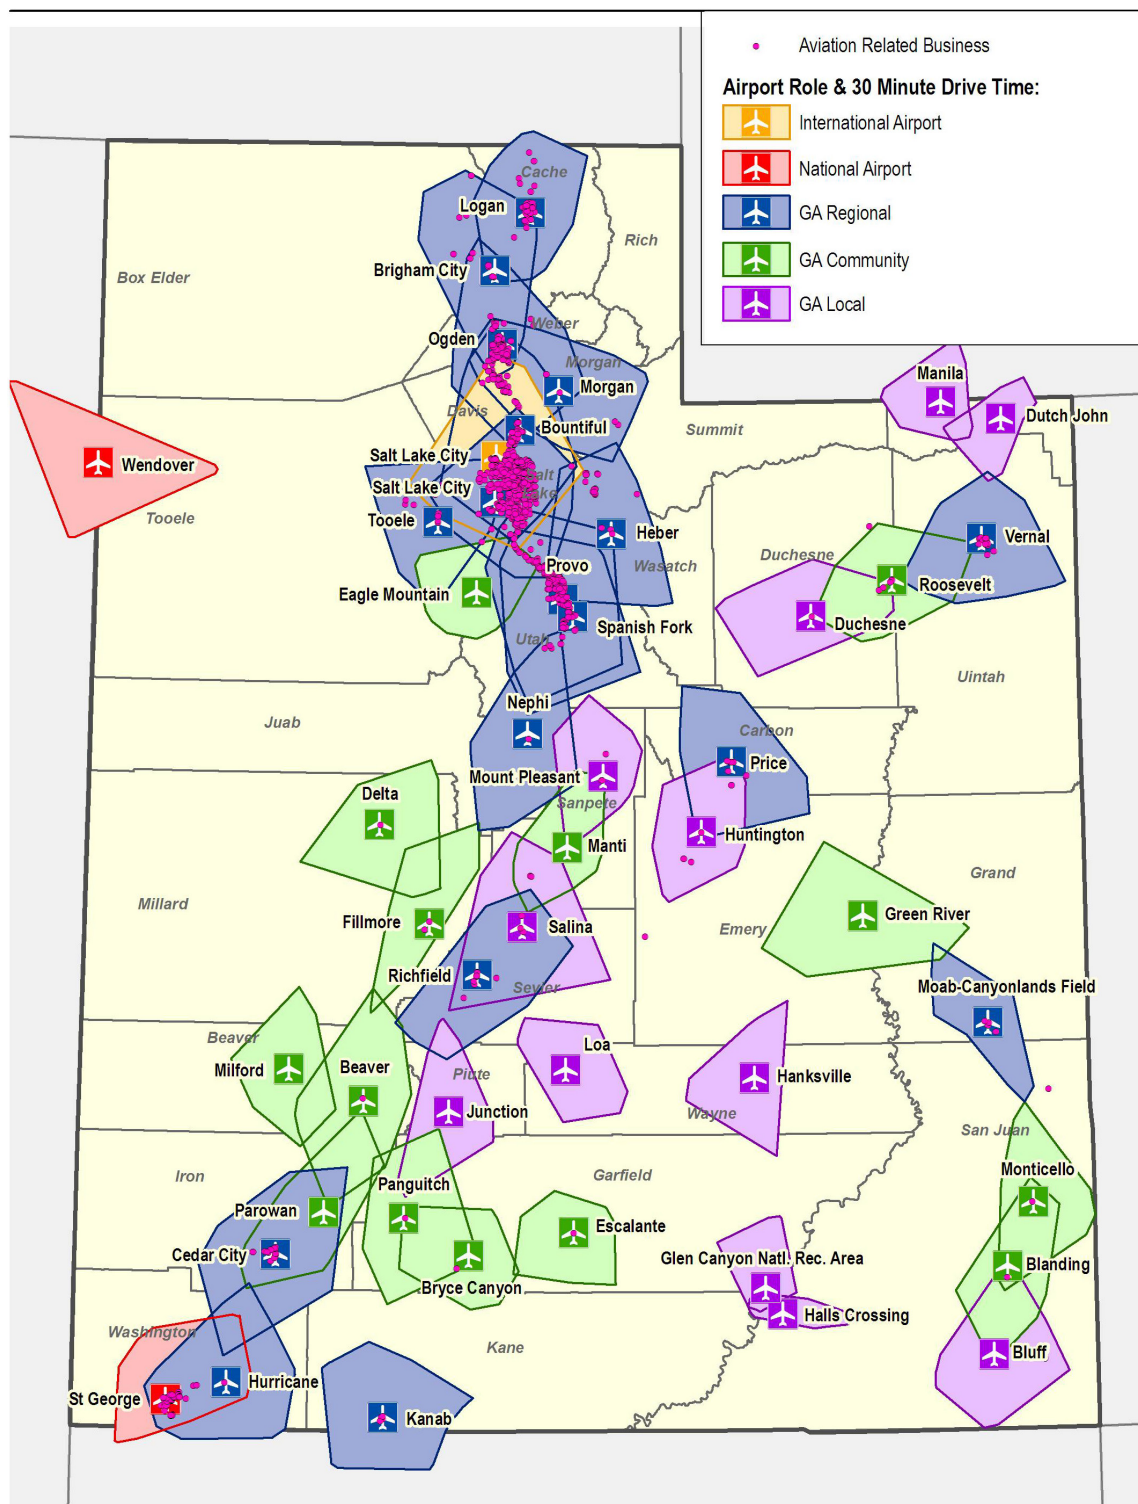 Aviation Related Business
Airport Role & 30 Minute Drive Time:
International Airport
National Airport
GA Regional
GA Community
GA Local
Cache
Logan
Rich
Box Elder
Brigham City
Weber
Ogden
Morgan
Morgan
Manila
Davis
Dutch John
Bountiful
Summit
Salt Lake City
Wendover
Salt
Lake
Salt Lake City
Tooele
Tooele
Heber
Vernal
Duchesne
Provo
Wasatch
Roosevelt
Eagle Mountain
Duchesne
Spanish Fork
Utah
Uintah
Nephi
Juab
Carbon
Price
Mount Pleasant
Delta
Sanpete
Huntington
Manti
Grand
Millard
Green River
Fillmore
Salina
Emery
Richfield
Sevier
Moab-Canyonlands Field
Beaver
Loa
Milford
Beaver
Piute
Hanksville
Junction
Wayne
San Juan
Iron
Garfield
Monticello
Panguitch
Parowan
Escalante
Cedar City
Glen Canyon Natl. Rec. Area
Blanding
Bryce Canyon
Halls Crossing
Washington
Kane
Bluff
Hurricane
St George
Kanab